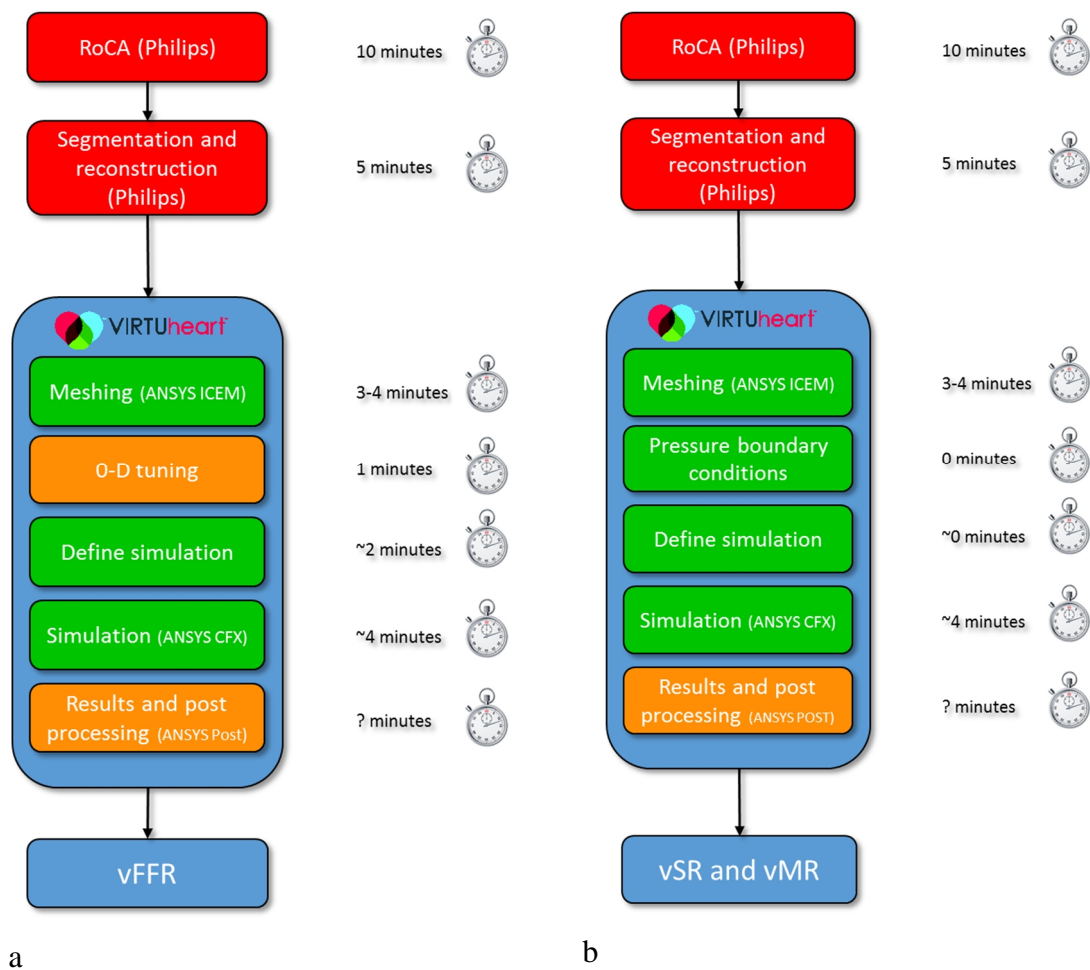 RoCA (Philips)
10 minutes
Segmentation and
reconstruction
(Philips)
5 minutes
VIRTUheart™
Meshing (ANSYS ICEM)
3-4 minutes
0-D tuning
1 minutes
Define simulation
~2 minutes
Simulation (ANSYS CFX)
~4 minutes
Results and post
processing (ANSYS Post)
? minutes
vFFR
a
RoCA (Philips)
10 minutes
Segmentation and
reconstruction
(Philips)
5 minutes
VIRTUheart™
Meshing (ANSYS ICEM)
3-4 minutes
Pressure boundary
conditions
0 minutes
Define simulation
~0 minutes
Simulation (ANSYS CFX)
~4 minutes
Results and post
processing (ANSYS POST)
? minutes
vSR and vMR
b